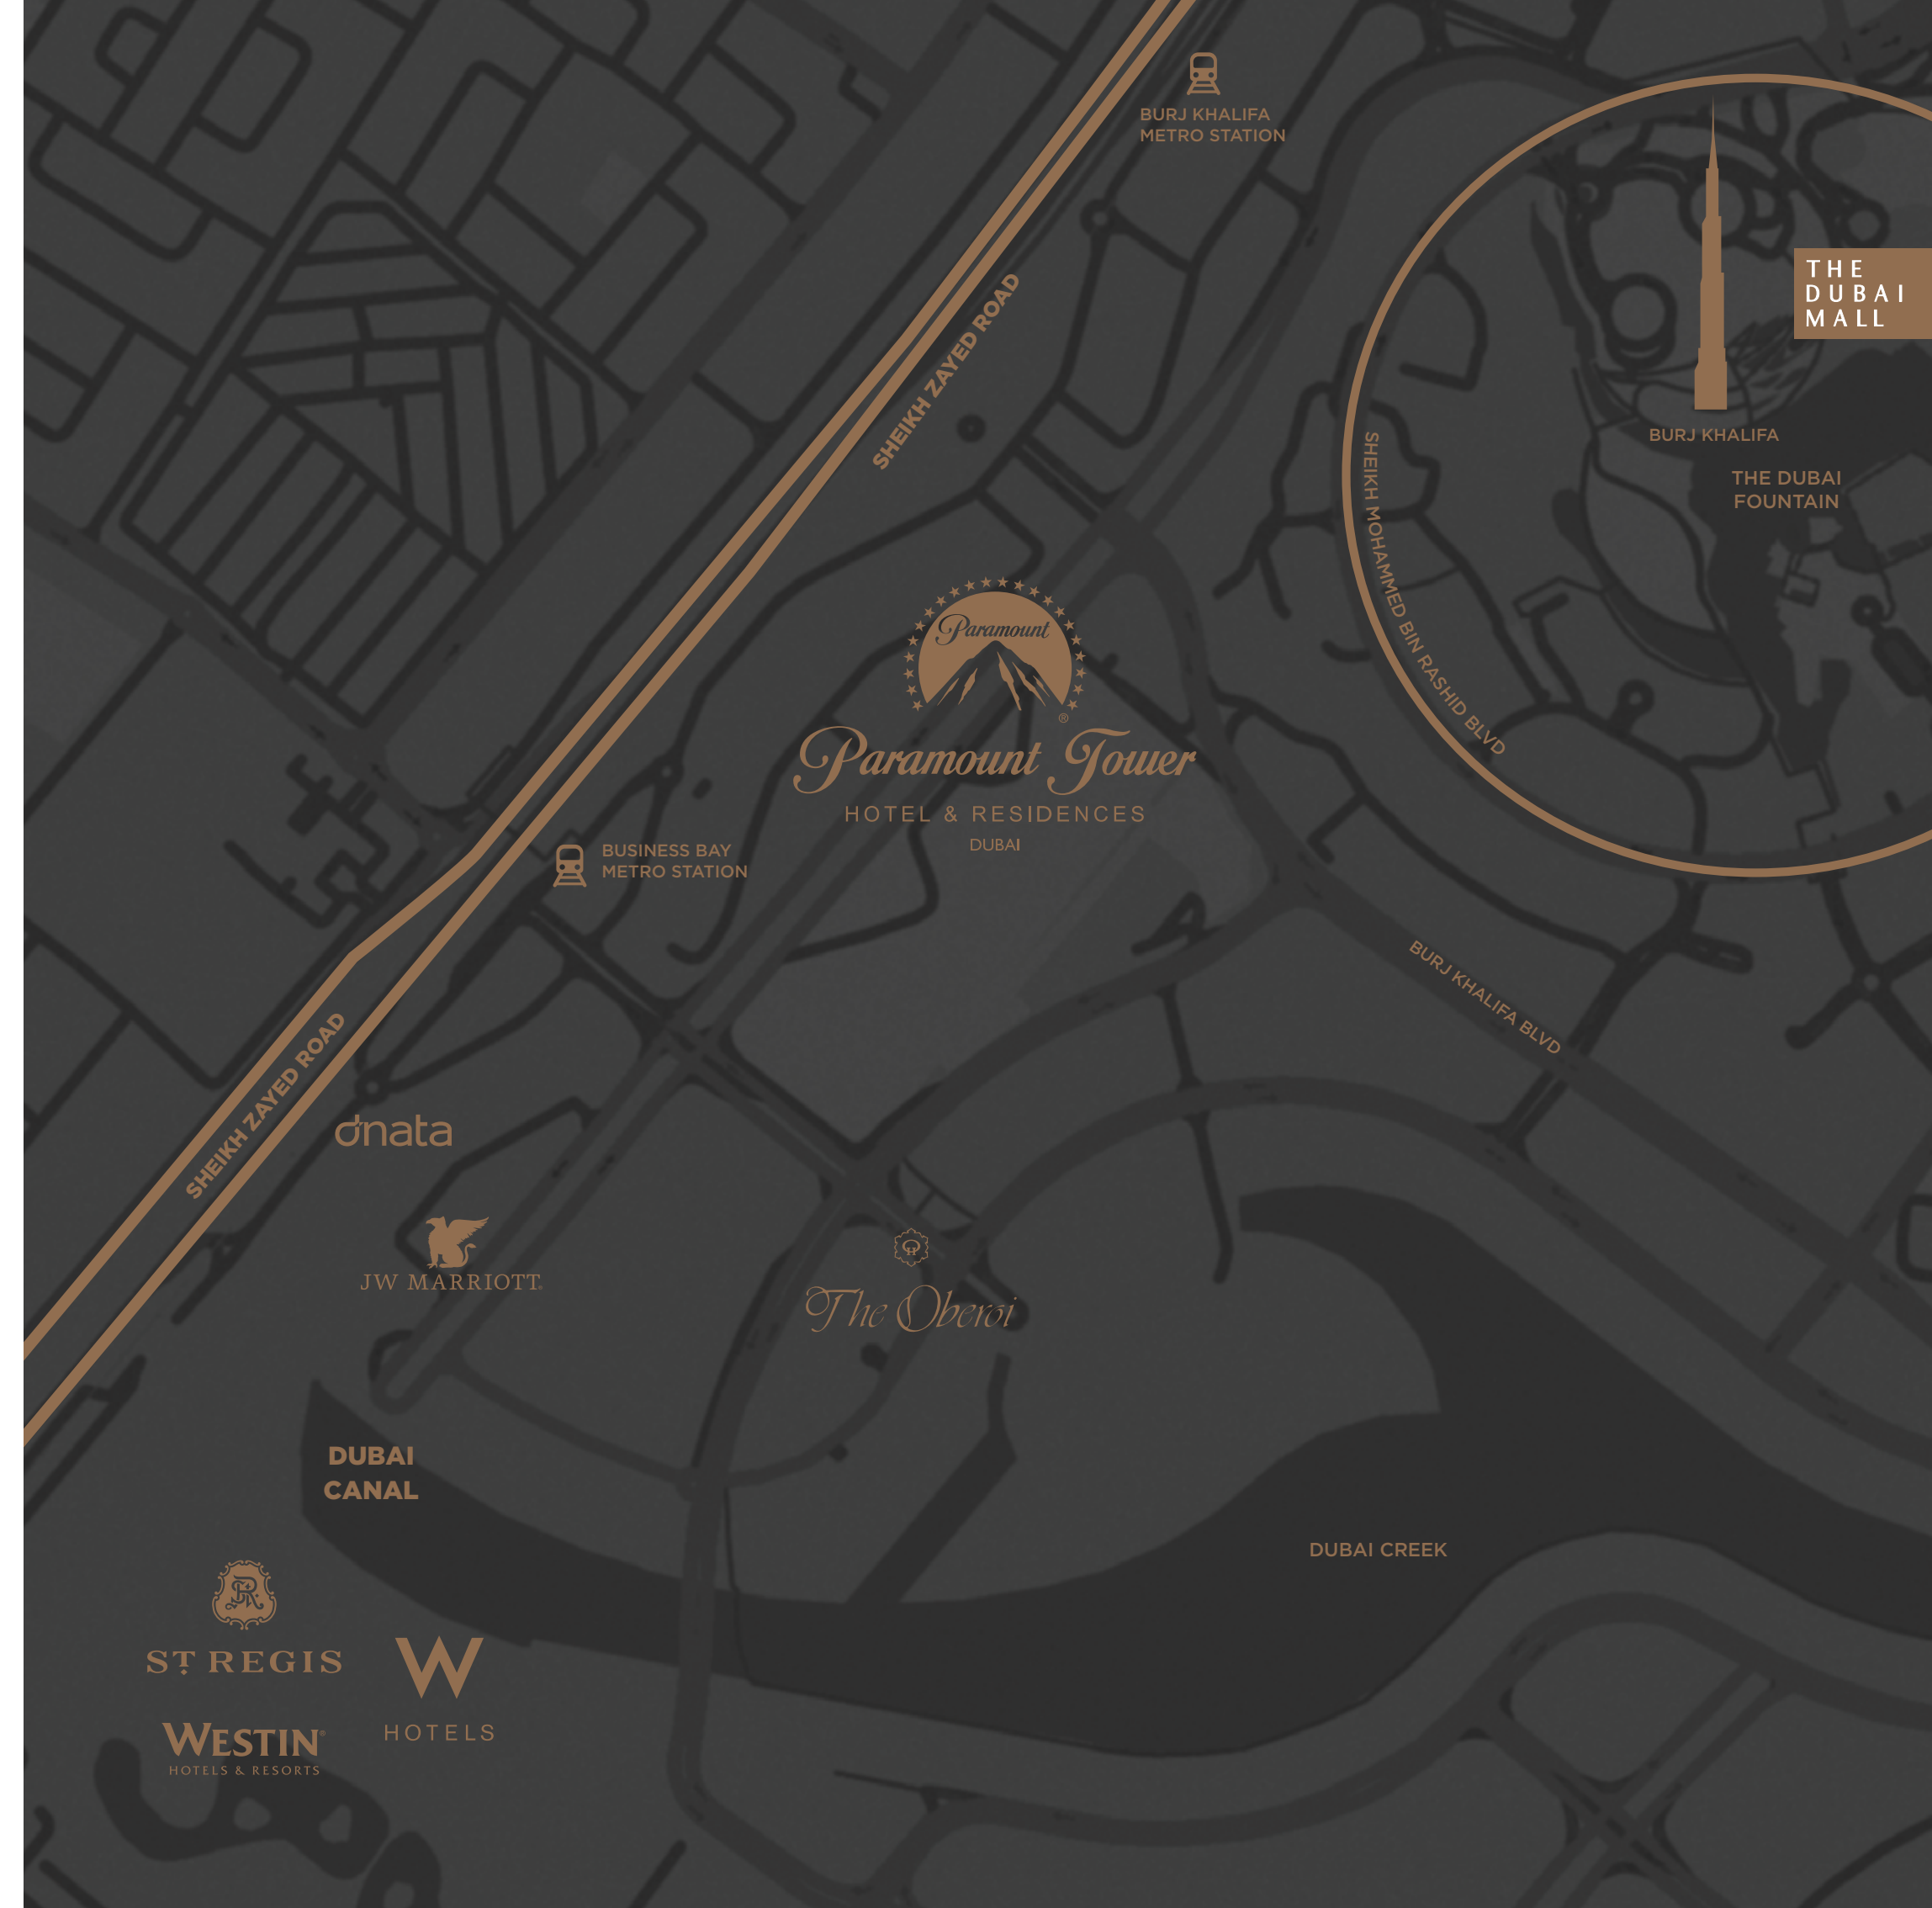 BURJ KHALIFA
METRO STATION
THE
DUBAI
MALL
SHEIKH ZAYED ROAD
BURJ KHALIFA
THE DUBAI
FOUNTAIN
SHEIKH MOHAMMED BIN RASHID BLVD
Paramount
®
Paramount Tower
HOTEL & RESIDENCES
DUBAI
BUSINESS BAY
METRO STATION
BURJ KHALIFA BLVD
SHEIKH ZAYED ROAD
dnata
JW MARRIOTT®
The Oberoi
DUBAI
CANAL
DUBAI CREEK
SR
ST REGIS
W
HOTELS
WESTIN®
HOTELS & RESORTS